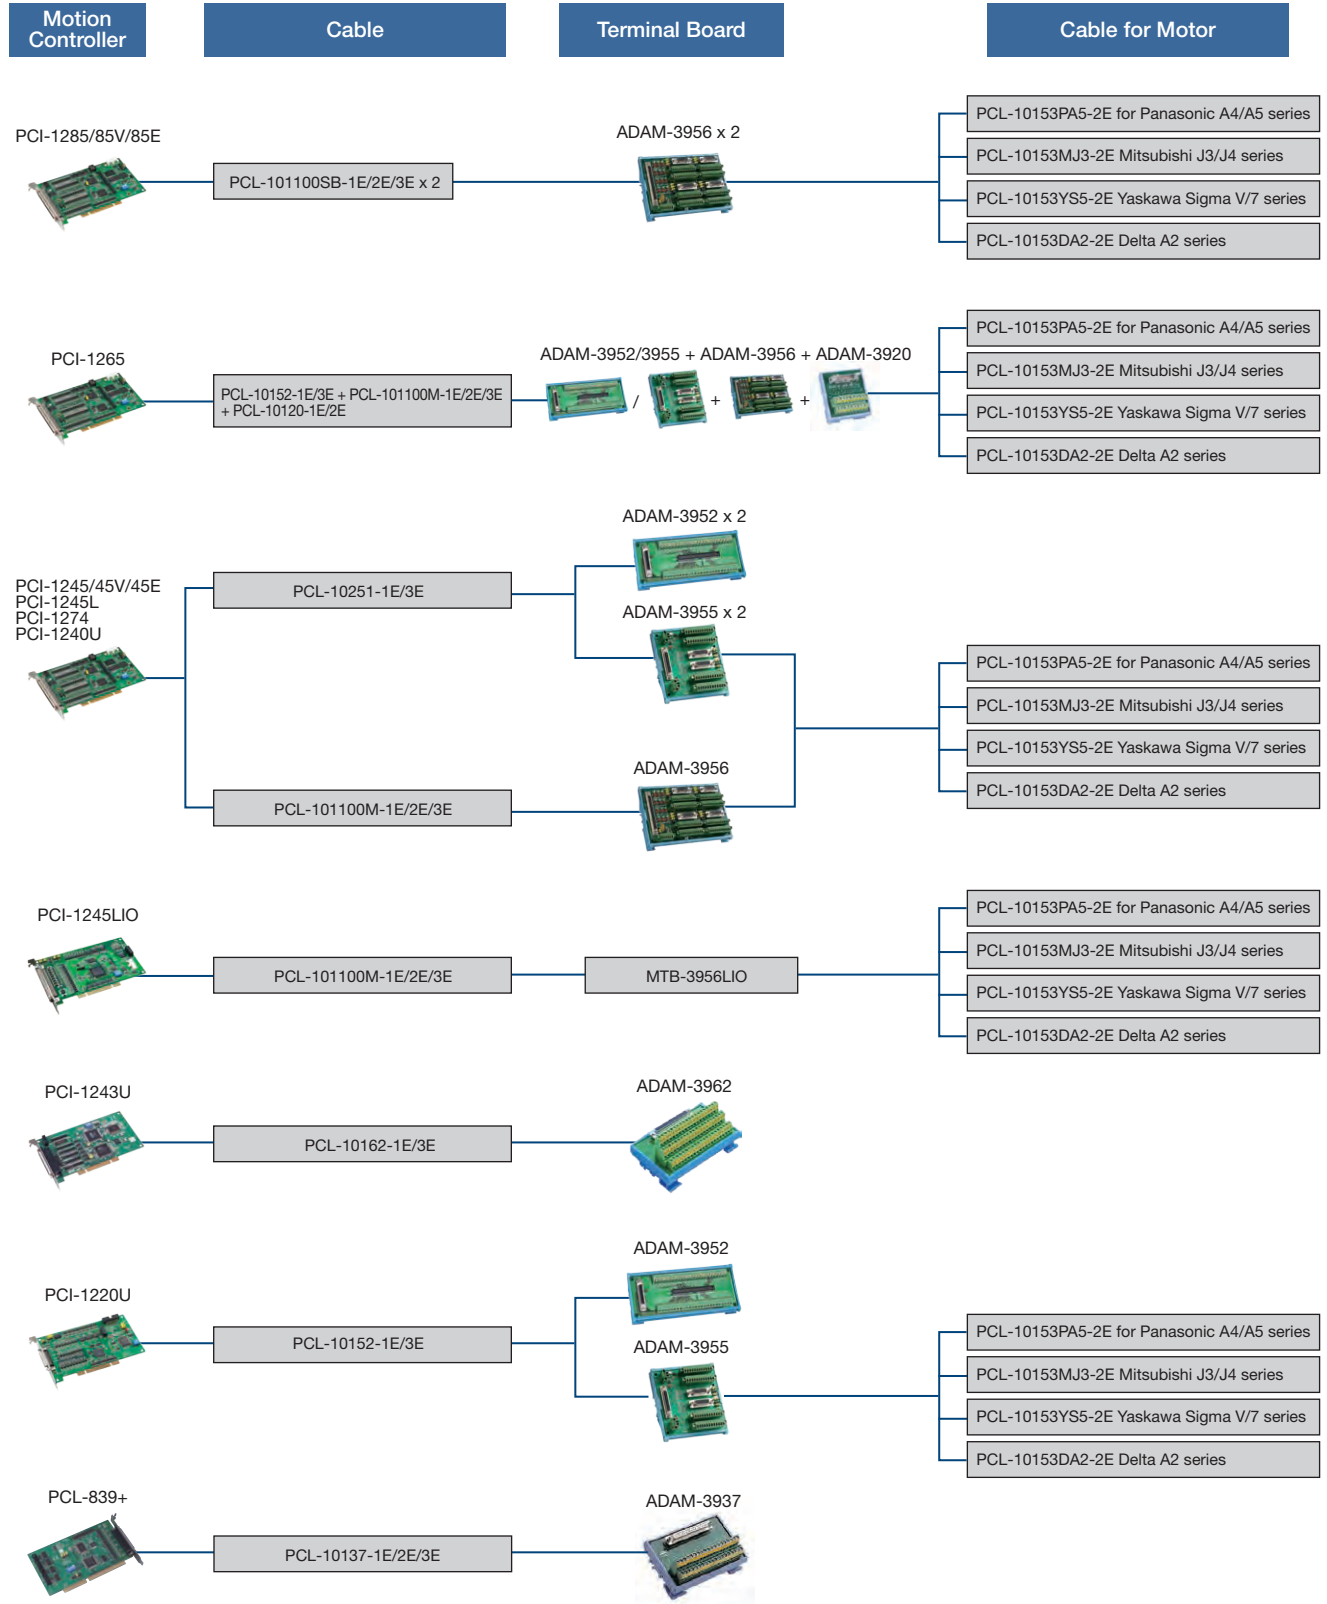 Motion
Controller
Cable
Terminal Board
Cable for Motor
PCI-1285/85V/85E
PCL-101100SB-1E/2E/3E x 2
ADAM-3956 x 2
PCL-10153PA5-2E for Panasonic A4/A5 series
PCL-10153MJ3-2E Mitsubishi J3/J4 series
PCL-10153YS5-2E Yaskawa Sigma V/7 series
PCL-10153DA2-2E Delta A2 series
PCI-1265
PCL-10152-1E/3E + PCL-101100M-1E/2E/3E
+ PCL-10120-1E/2E
ADAM-3952/3955 + ADAM-3956 + ADAM-3920
/ + +
PCL-10153PA5-2E for Panasonic A4/A5 series
PCL-10153MJ3-2E Mitsubishi J3/J4 series
PCL-10153YS5-2E Yaskawa Sigma V/7 series
PCL-10153DA2-2E Delta A2 series
PCI-1245/45V/45E
PCI-1245L
PCI-1274
PCI-1240U
PCL-10251-1E/3E
ADAM-3952 x 2
ADAM-3955 x 2
PCL-101100M-1E/2E/3E
ADAM-3956
PCL-10153PA5-2E for Panasonic A4/A5 series
PCL-10153MJ3-2E Mitsubishi J3/J4 series
PCL-10153YS5-2E Yaskawa Sigma V/7 series
PCL-10153DA2-2E Delta A2 series
PCI-1245LIO
PCL-101100M-1E/2E/3E
MTB-3956LIO
PCL-10153PA5-2E for Panasonic A4/A5 series
PCL-10153MJ3-2E Mitsubishi J3/J4 series
PCL-10153YS5-2E Yaskawa Sigma V/7 series
PCL-10153DA2-2E Delta A2 series
PCI-1243U
PCL-10162-1E/3E
ADAM-3962
PCI-1220U
PCL-10152-1E/3E
ADAM-3952
ADAM-3955
PCL-10153PA5-2E for Panasonic A4/A5 series
PCL-10153MJ3-2E Mitsubishi J3/J4 series
PCL-10153YS5-2E Yaskawa Sigma V/7 series
PCL-10153DA2-2E Delta A2 series
PCL-839+
PCL-10137-1E/2E/3E
ADAM-3937